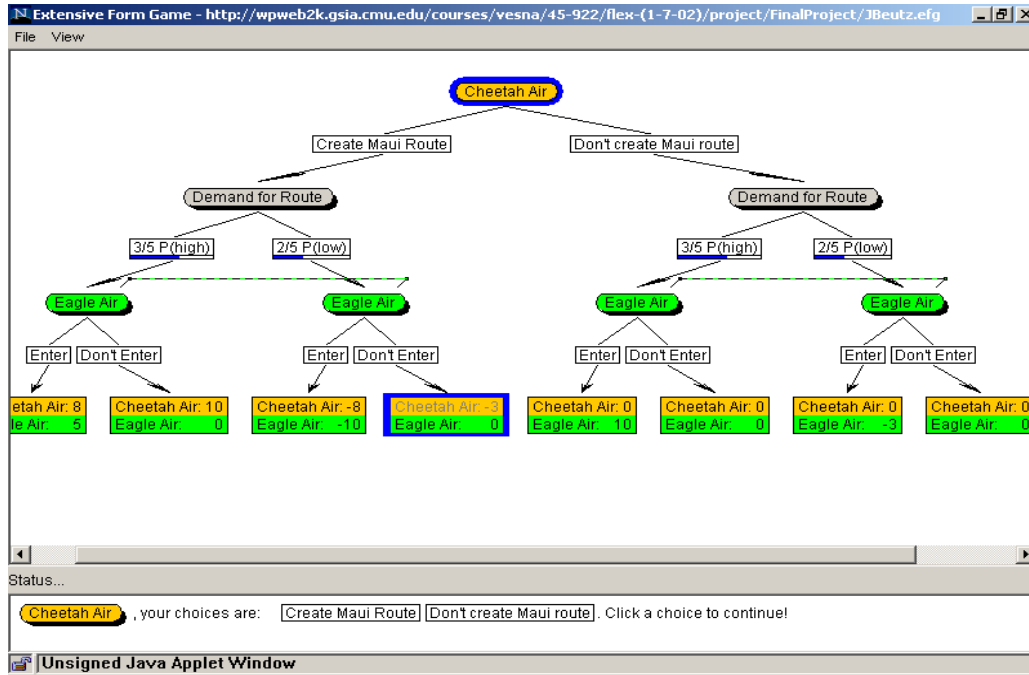 Extensive Form Game - http://wpweb2k.gsia.cmu.edu/courses/vesna/45-922/flex-(1-7-02)/project/FinalProject/JBeutz.efg
File View
Cheetah Air
Create Maui Route Don't create Maui route
Demand for Route Demand for Route
3/5 P(high) 2/5 P(low) 3/5 P(high) 2/5 P(low)
Eagle Air Eagle Air Eagle Air Eagle Air
Enter Don't Enter Enter Don't Enter Enter Don't Enter Enter Don't Enter
etah Air: 8 Cheetah Air: 10 Cheetah Air: -8 Cheetah Air: -3 Cheetah Air: 0 Cheetah Air: 0 Cheetah Air: 0 Cheetah Air: 0
le Air: 5 Eagle Air: 0 Eagle Air: -10 Eagle Air: 0 Eagle Air: 10 Eagle Air: 0 Eagle Air: -3 Eagle Air: 0
Status...
Cheetah Air , your choices are: Create Maui Route Don't create Maui route . Click a choice to continue!
Unsigned Java Applet Window